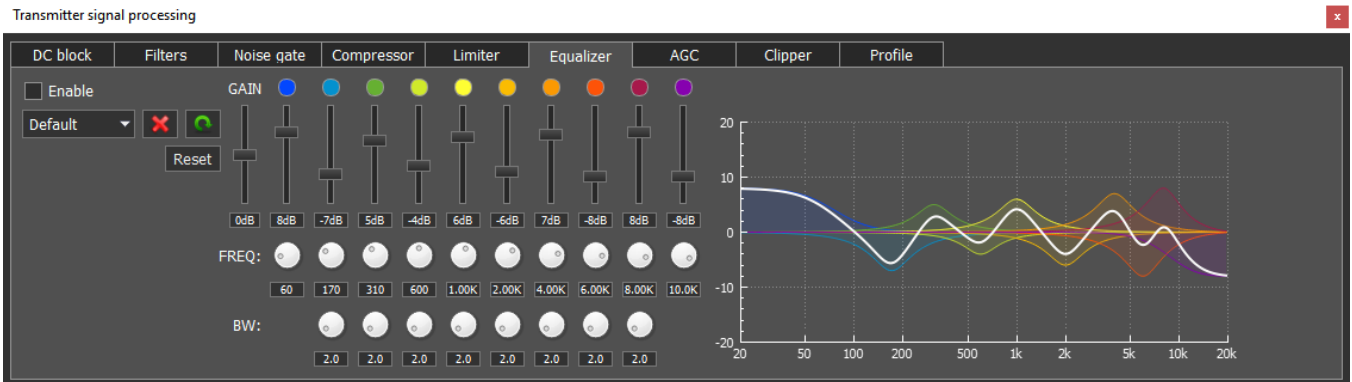 Transmitter signal processing
x
DC block Filters Noise gate Compressor Limiter Equalizer AGC Clipper Profile
Enable
GAIN
Default
Reset
0dB 8dB -7dB 5dB -4dB 6dB -6dB 7dB -8dB 8dB -8dB
FREQ:
60 170 310 600 1.00K 2.00K 4.00K 6.00K 8.00K 10.0K
BW:
2.0 2.0 2.0 2.0 2.0 2.0 2.0 2.0
20
10
0
-10
-20
20 50 100 200 500 1k 2k 5k 10k 20k